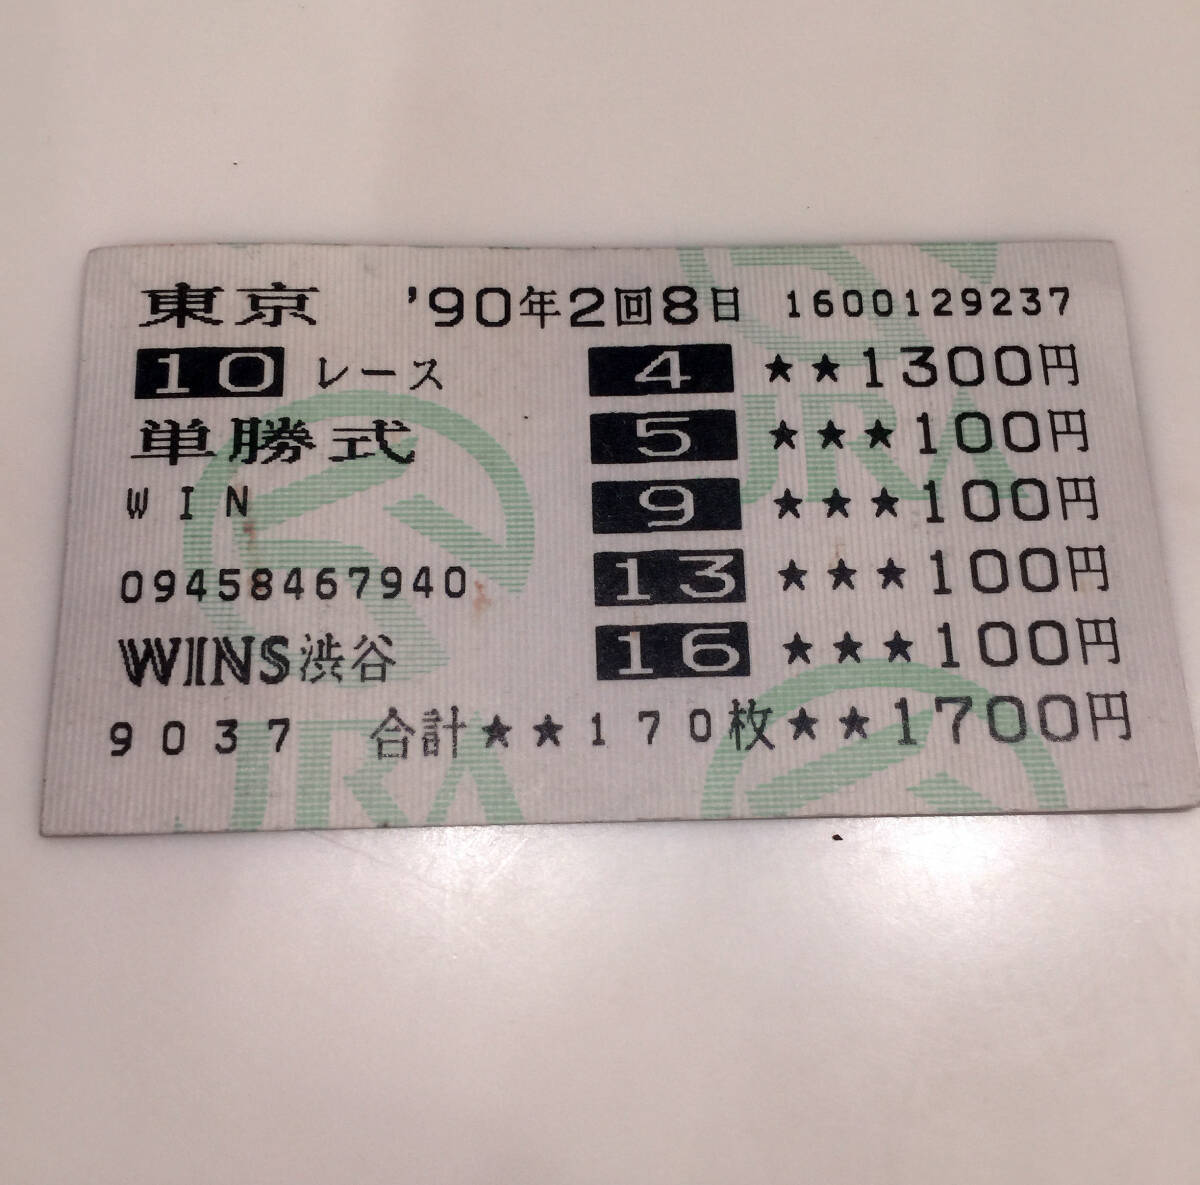 東京 '90年2回8日 1600129237
10 レース 4 ★★1300円
単勝式 5 ★★★100円
WIN 9 ★★★100円
09458467940 13 ★★★100円
WINS渋谷 16 ★★★100円
9037 合計★★170枚★★1700円
JRA
JRA